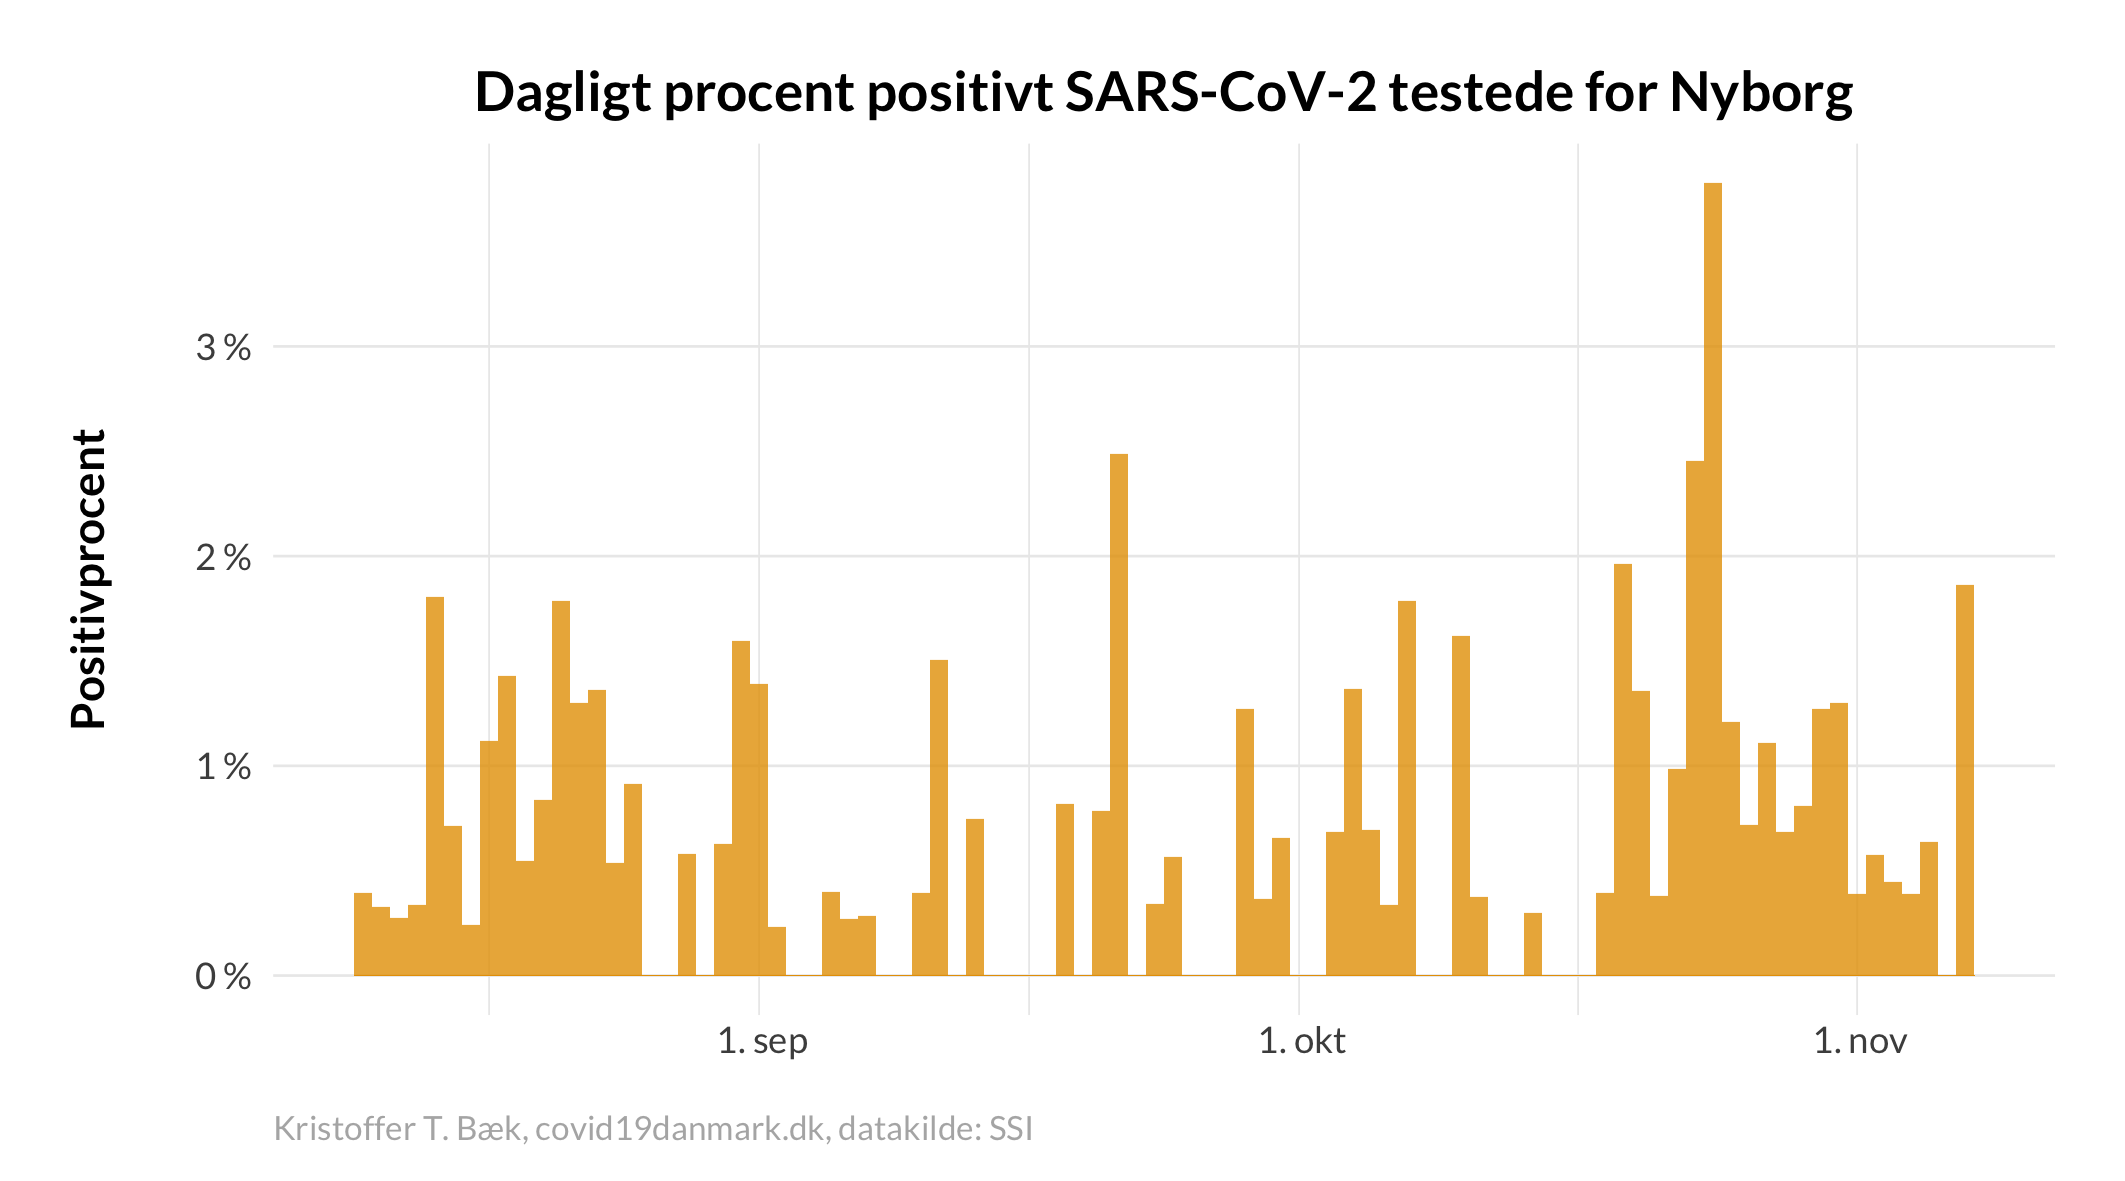 Dagligt procent positivt SARS-CoV-2 testede for Nyborg
Positivprocent
3 %
2 %
1 %
0 %
1. sep
1. okt
1. nov
Kristoffer T. Bæk, covid19danmark.dk, datakilde: SSI